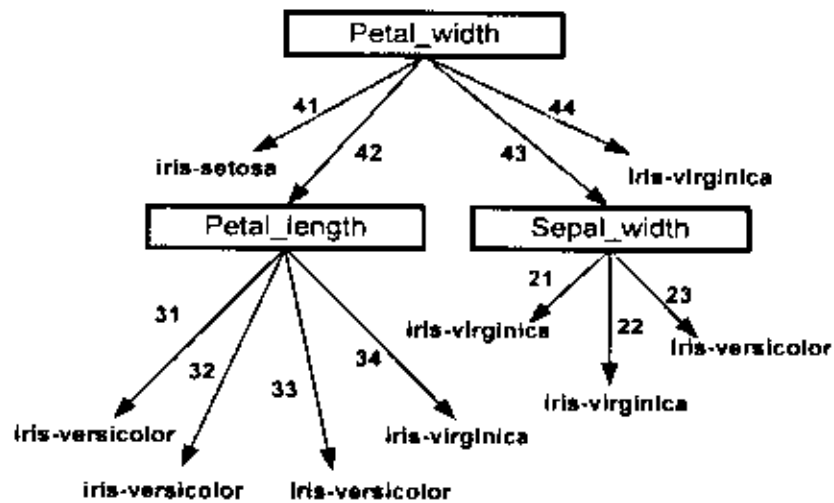 Petal_width
41
42
43
44
iris-setosa
Iris-virginica
Petal_length
Sepal_width
31
32
33
34
21
22
23
iris-virginica
Iris-versicolor
iris-virginica
iris-versicolor
iris-virginica
iris-versicolor
Iris-versicolor